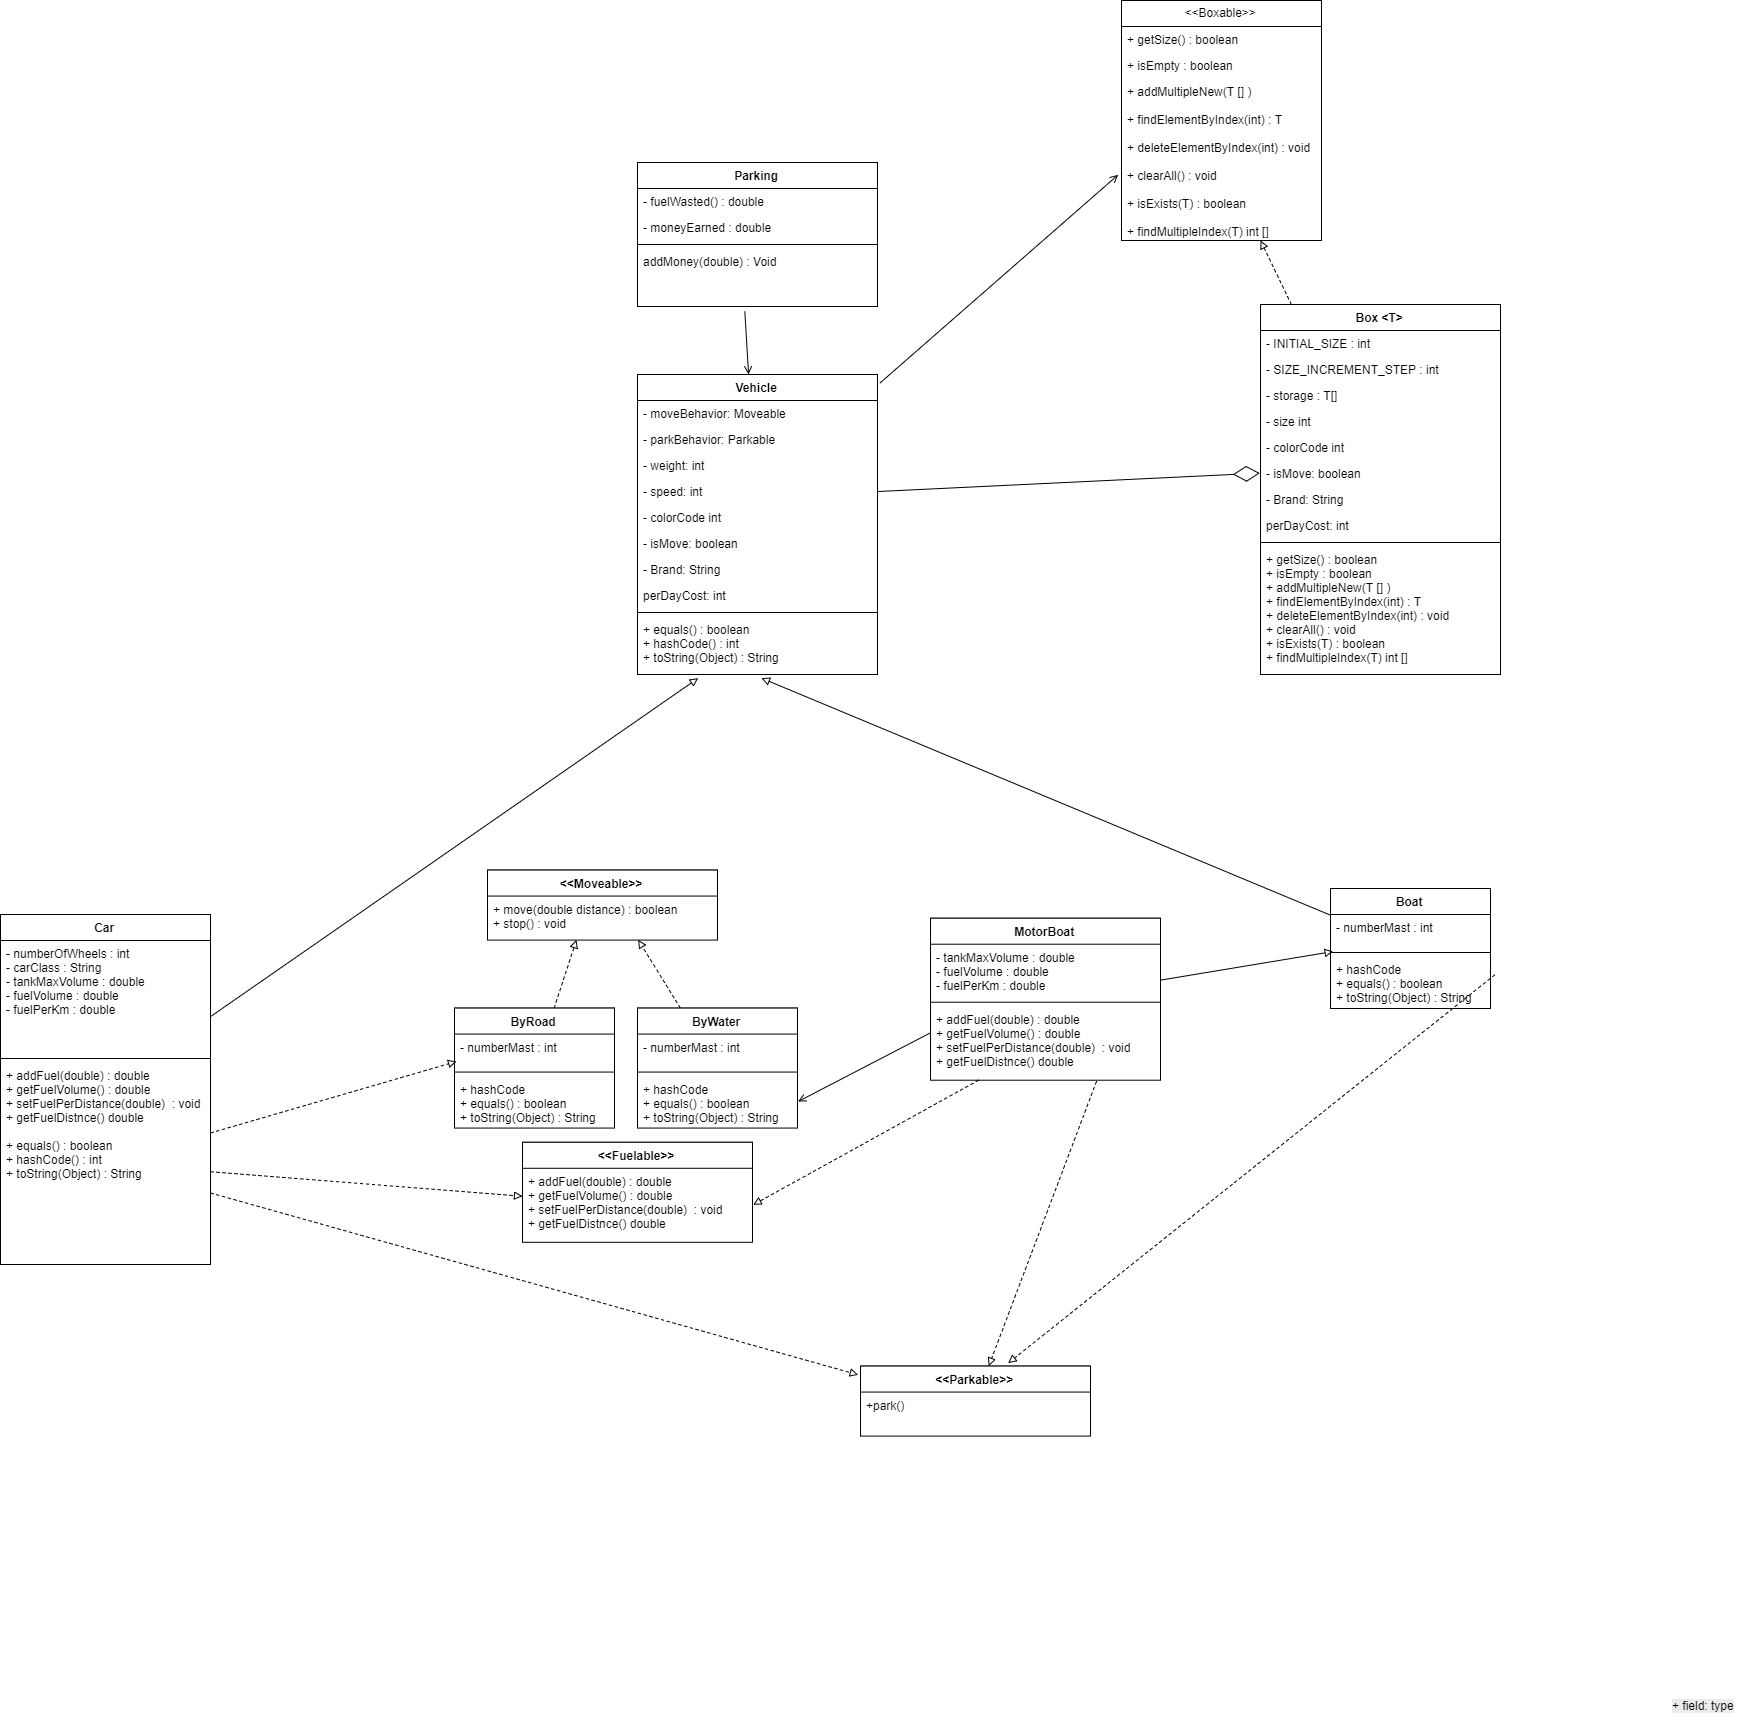 <<Boxable>>
+ getSize() : boolean
+ isEmpty : boolean
+ addMultipleNew(T [] )
+ findElementByIndex(int) : T
+ deleteElementByIndex(int) : void
+ clearAll() : void
+ isExists(T) : boolean
+ findMultipleIndex(T) int []
Parking
- fuelWasted() : double
- moneyEarned : double
addMoney(double) : Void
Box <T>
- INITIAL_SIZE : int
- SIZE_INCREMENT_STEP : int
- storage : T[]
- size int
- colorCode int
- isMove: boolean
- Brand: String
perDayCost: int
+ getSize() : boolean
+ isEmpty : boolean
+ addMultipleNew(T [] )
+ findElementByIndex(int) : T
+ deleteElementByIndex(int) : void
+ clearAll() : void
+ isExists(T) : boolean
+ findMultipleIndex(T) int []
Vehicle
- moveBehavior: Moveable
- parkBehavior: Parkable
- weight: int
- speed: int
- colorCode int
- isMove: boolean
- Brand: String
perDayCost: int
+ equals() : boolean
+ hashCode() : int
+ toString(Object) : String
<<Moveable>>
+ move(double distance) : boolean
+ stop() : void
Boat
- numberMast : int
+ hashCode
+ equals() : boolean
+ toString(Object) : String
Car
- numberOfWheels : int
- carClass : String
- tankMaxVolume : double
- fuelVolume : double
- fuelPerKm : double
+ addFuel(double) : double
+ getFuelVolume() : double
+ setFuelPerDistance(double)  : void
+ getFuelDistnce() double
+ equals() : boolean
+ hashCode() : int
+ toString(Object) : String
MotorBoat
- tankMaxVolume : double
- fuelVolume : double
- fuelPerKm : double
+ addFuel(double) : double
+ getFuelVolume() : double
+ setFuelPerDistance(double)  : void
+ getFuelDistnce() double
ByRoad
- numberMast : int
+ hashCode
+ equals() : boolean
+ toString(Object) : String
ByWater
- numberMast : int
+ hashCode
+ equals() : boolean
+ toString(Object) : String
<<Fuelable>>
+ addFuel(double) : double
+ getFuelVolume() : double
+ setFuelPerDistance(double)  : void
+ getFuelDistnce() double
<<Parkable>>
+park()
+ field: type